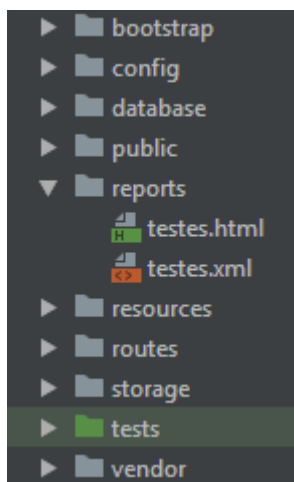 bootstrap
config
database
public
reports
testes.html
testes.xml
resources
routes
storage
tests
vendor